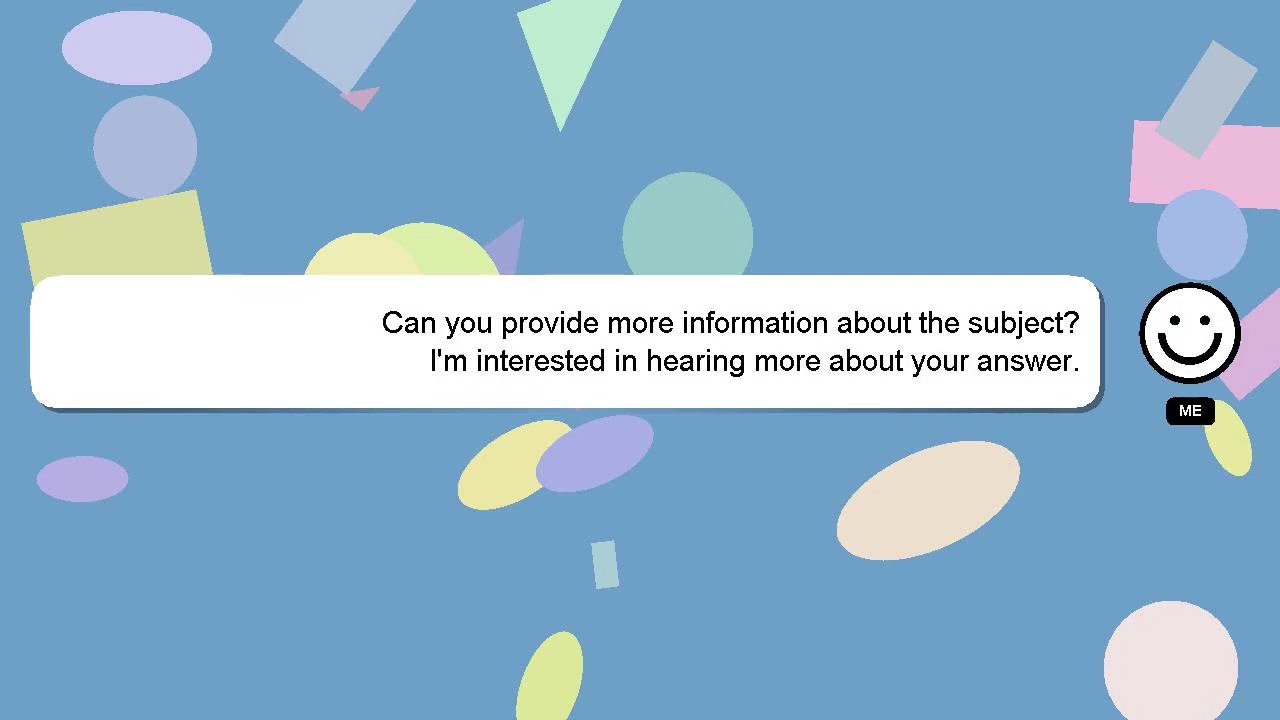 Can you provide more information about the subject?
I'm interested in hearing more about your answer.
ME